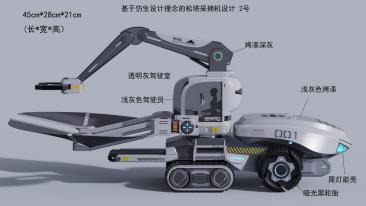 基于仿生设计理念的松塔采摘机设计 2号
45cm*28cm*21cm
(长*宽*高)
烤漆深灰
透明灰驾驶室
浅灰色驾驶员
浅灰色烤漆
001
尾灯能亮
哑光黑轮胎